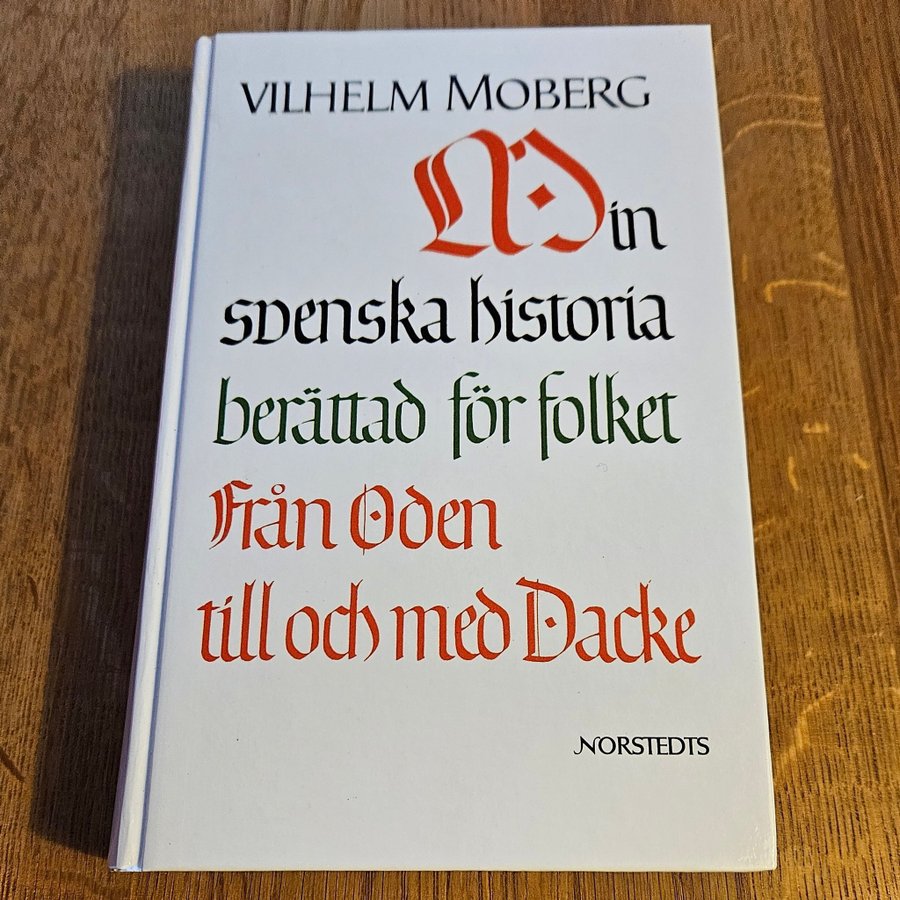 VILHELM MOBERG
Min
svenska historia
berättad för folket
Från Oden
till och med Dacke
NORSTEDTS